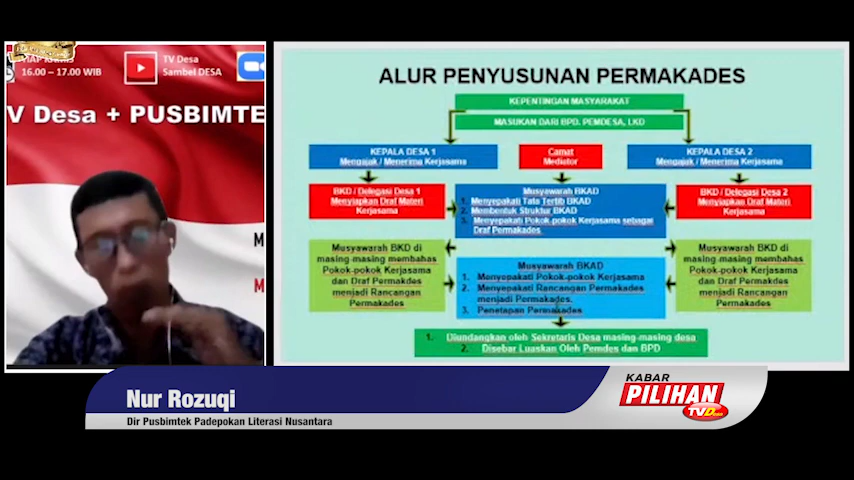 SETIAP KAMIS
16.00 – 17.00 WIB
TV Desa
Sambel DESA
V Desa + PUSBIMTE
M
M
ALUR PENYUSUNAN PERMAKADES
KEPENTINGAN MASYARAKAT
MASUKAN DARI BPD. PEMDESA, LKD
KEPALA DESA 1
Mengajak / Menerima Kerjasama
Camat
Mediator
KEPALA DESA 2
Mengajak / Menerima Kerjasama
BKD / Delegasi Desa 1
Menyiapkan Draf Materi
Kerjasama
Musyawarah BKAD
1. Menyepakati Tata Tertib BKAD
2. Membentuk Struktur BKAD
3. Menyepakati Pokok-pokok Kerjasama sebagai
Draf Permakades
BKD / Delegasi Desa 2
Menyiapkan Draf Materi
Kerjasama
Musyawarah BKD di
masing-masing membahas
Pokok-pokok Kerjasama
dan Draf Permakdes
menjadi Rancangan
Permakades
Musyawarah BKAD
1. Menyepakati Pokok-pokok Kerjasama
2. Menyepakati Rancangan Permakades
menjadi Permakades,
3. Penetapan Permakades
Musyawarah BKD di
masing-masing membahas
Pokok-pokok Kerjasama
dan Draf Permakades
menjadi Rancangan
Permakades
1. Diundangkan oleh Sekretaris Desa masing-masing desa
2. Disebar Luaskan Oleh Pemdes dan BPD
Nur Rozuqi
Dir Pusbimtek Padepokan Literasi Nusantara
KABAR
PILIHAN
TVDesa